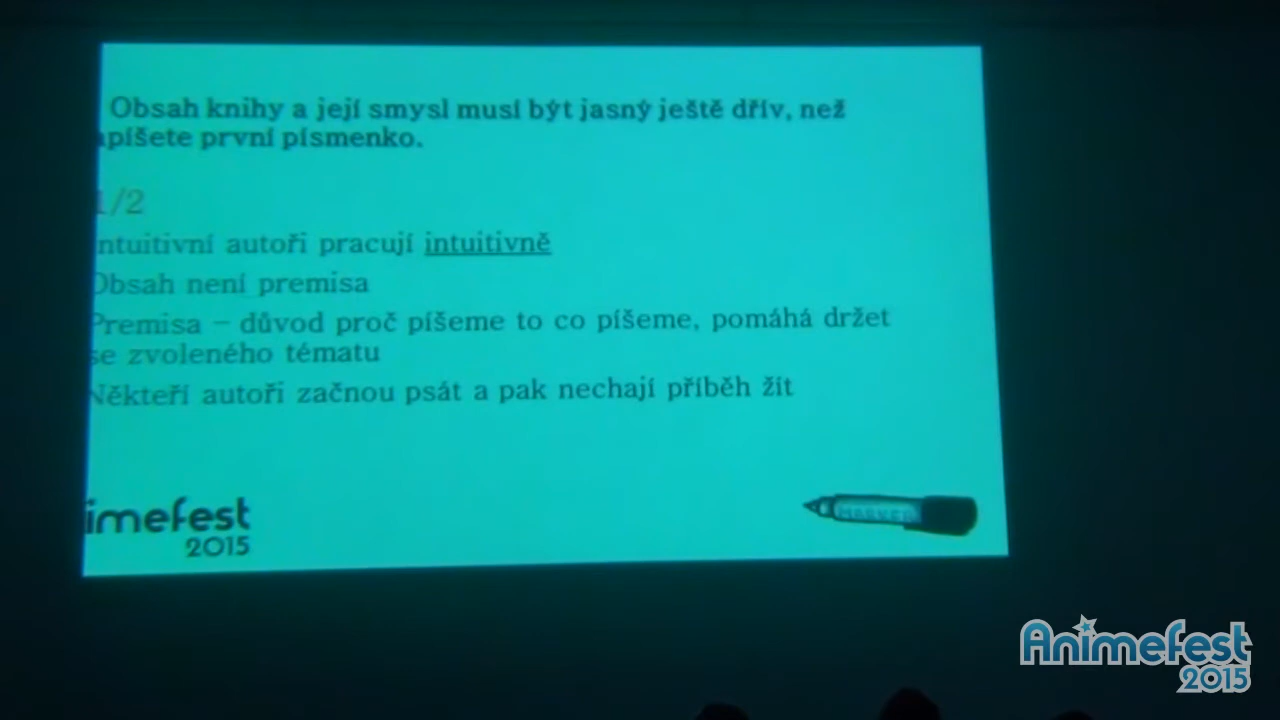 Obsah knihy a její smysl musí být jasný ještě dřív, než
apíšete první písmenko.
1/2
ntuitivní autoři pracují intuitivně
Obsah není premisa
Premisa – důvod proč píšeme to co píšeme, pomáhá držet
se zvoleného tématu
Někteří autoři začnou psát a pak nechají příběh žít
imefest
2015
MARKER
Animefest
2015